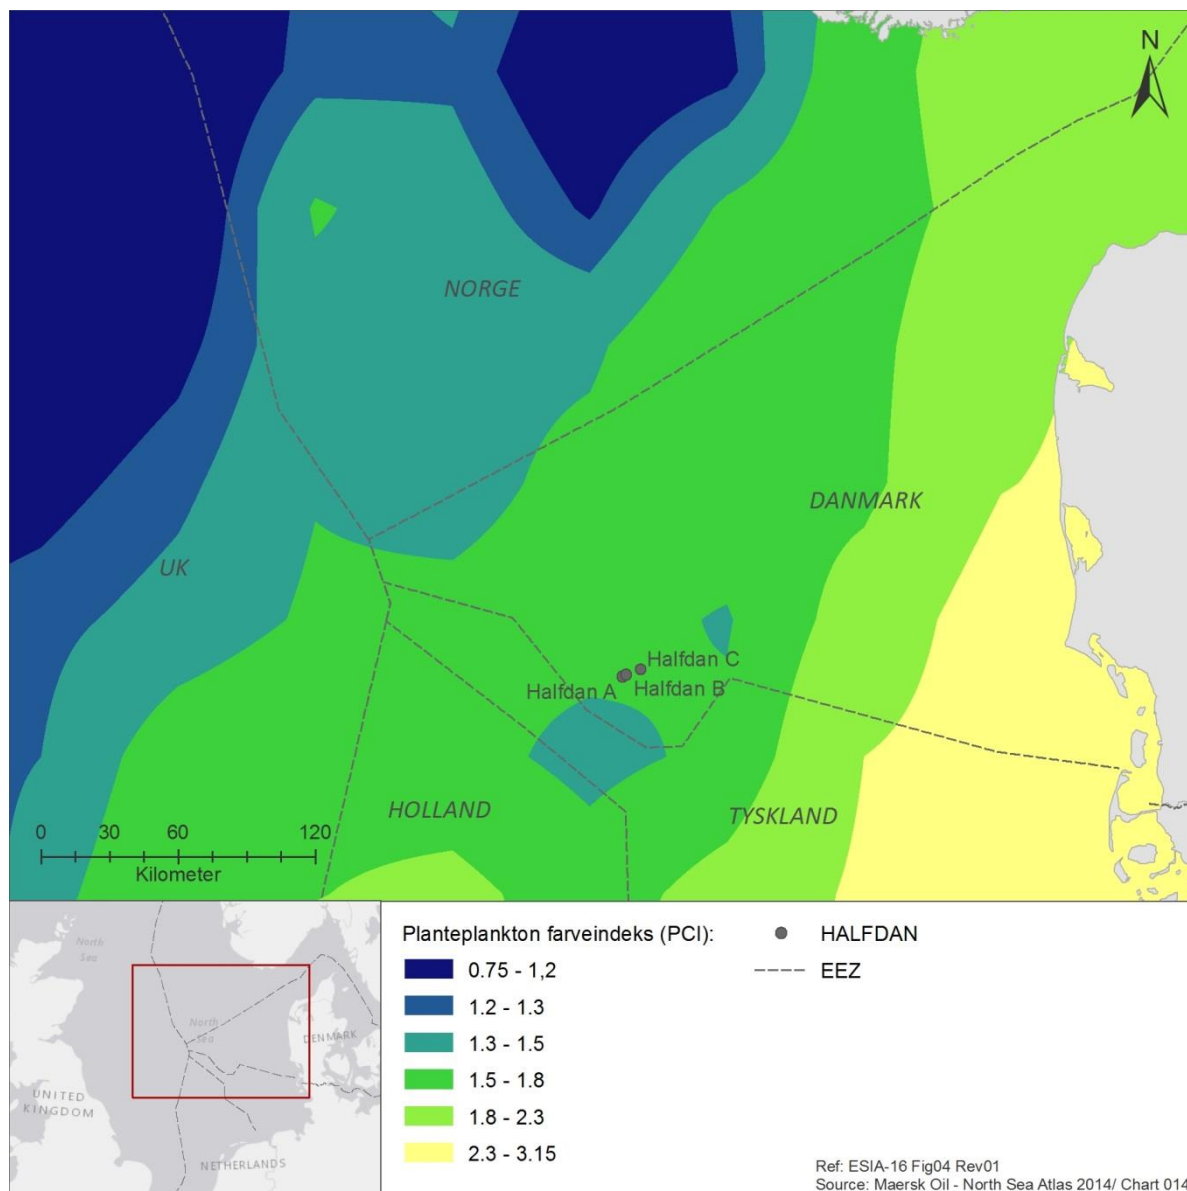 N
NORGE
DANMARK
UK
Halfdan C
Halfdan A
Halfdan B
HOLLAND
TYSKLAND
0 30 60 120
Kilometer
North
Sea
North
Sea
DENMARK
UNITED
KINGDOM
NETHERLANDS
Planteplankton farveindeks (PCI):
0.75 - 1,2
1.2 - 1.3
1.3 - 1.5
1.5 - 1.8
1.8 - 2.3
2.3 - 3.15
HALFDAN
EEZ
Ref: ESIA-16 Fig04 Rev01
Source: Maersk Oil - North Sea Atlas 2014/ Chart 014